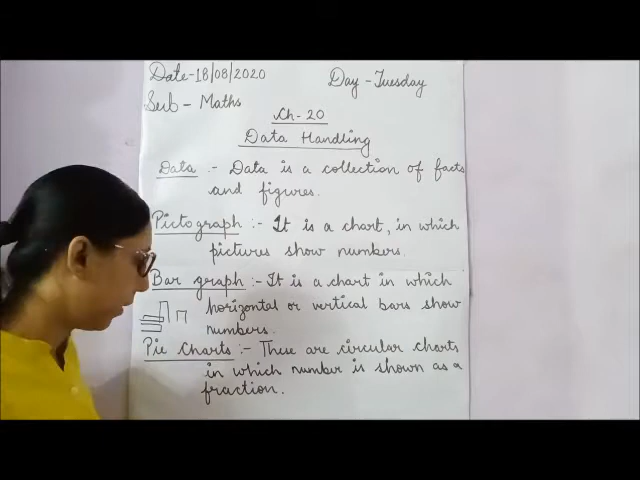 Date-18/08/2020 Day-Tuesday
Sub - Maths
Ch-20
Data Handling
Data :- Data is a collection of facts
and figures.
Pictograph :- It is a chart, in which
pictures show numbers.
Bar graph :- It is a chart in which
horizontal or vertical bars show
numbers.
Pie Charts :- These are circular charts
in which number is shown as a
fraction.